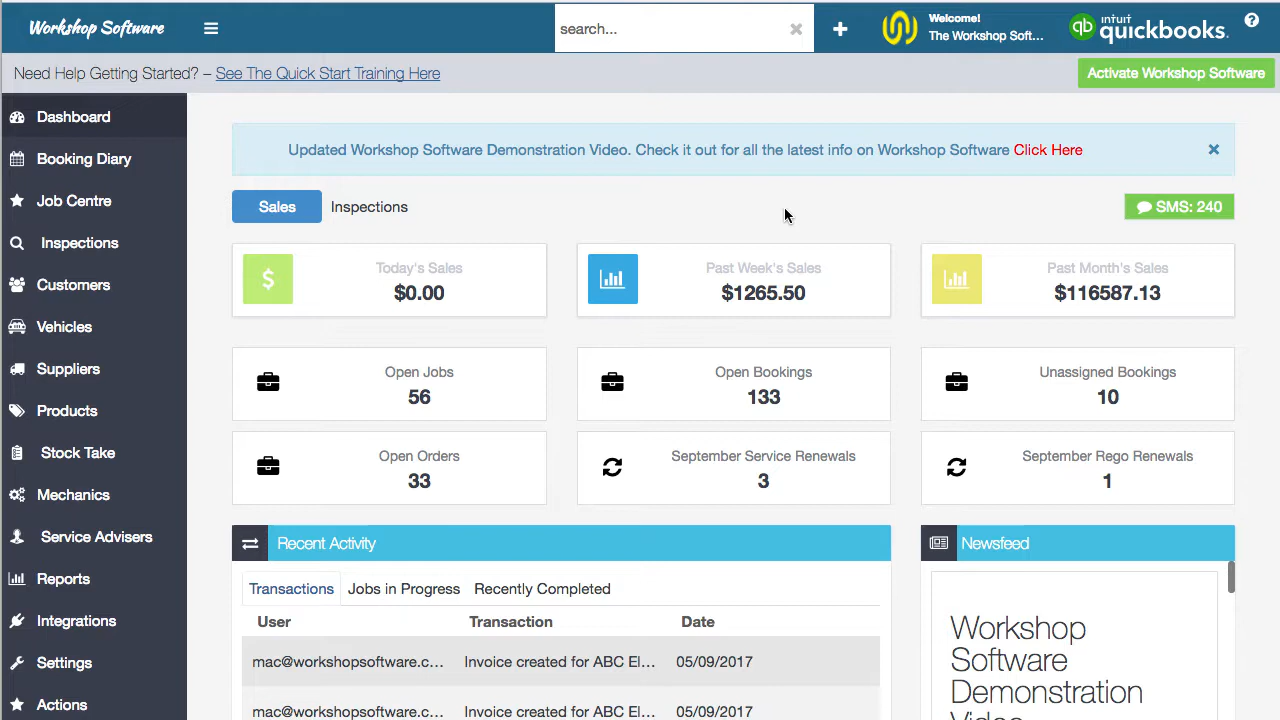 Workshop Software
search...
Welcome!
The Workshop Soft...
qb intuit quickbooks.
Need Help Getting Started? – See The Quick Start Training Here
Activate Workshop Software
Dashboard
Booking Diary
Job Centre
Inspections
Customers
Vehicles
Suppliers
Products
Stock Take
Mechanics
Service Advisers
Reports
Integrations
Settings
Actions
Updated Workshop Software Demonstration Video. Check it out for all the latest info on Workshop Software Click Here
Sales
Inspections
SMS: 240
$
Today's Sales
$0.00
Past Week's Sales
$1265.50
Past Month's Sales
$116587.13
Open Jobs
56
Open Bookings
133
Unassigned Bookings
10
Open Orders
33
September Service Renewals
3
September Rego Renewals
1
Recent Activity
Transactions Jobs in Progress Recently Completed
User Transaction Date
mac@workshopsoftware.c... Invoice created for ABC El... 05/09/2017
mac@workshopsoftware.c... Invoice created for ABC El... 05/09/2017
Newsfeed
Workshop
Software
Demonstration
Video